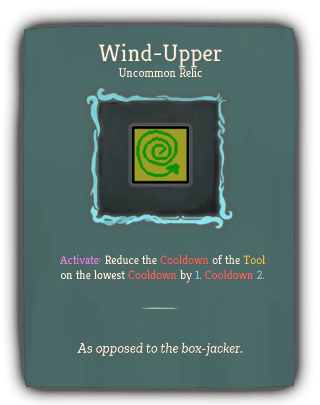 Wind-Upper
Uncommon Relic
Activate: Reduce the Cooldown of the Tool
on the lowest Cooldown by 1. Cooldown 2.
As opposed to the box-jacker.